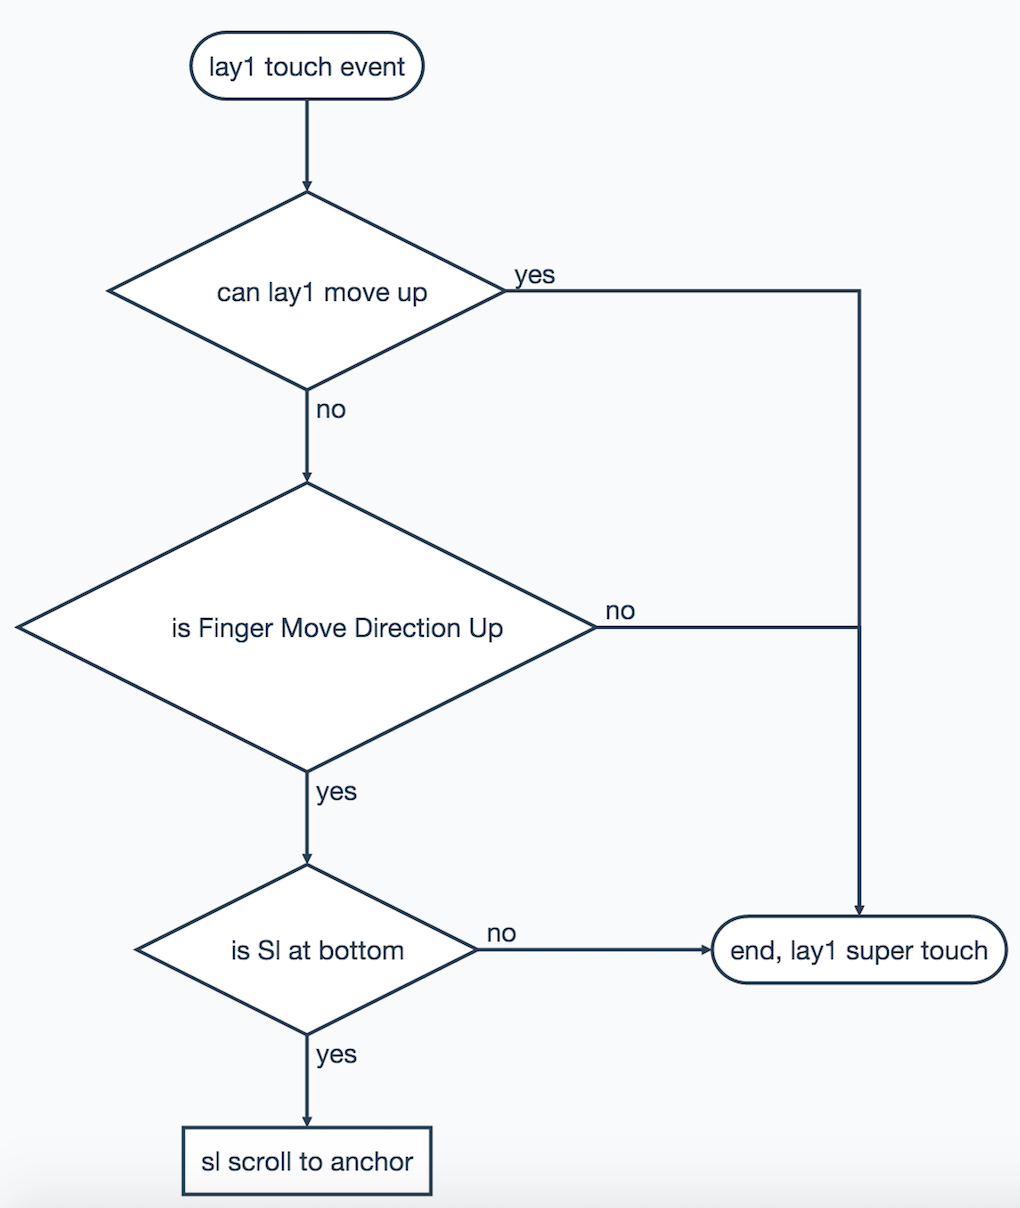 lay1 touch event
can lay1 move up
yes
no
is Finger Move Direction Up
no
yes
is Sl at bottom
no
end, lay1 super touch
yes
sl scroll to anchor